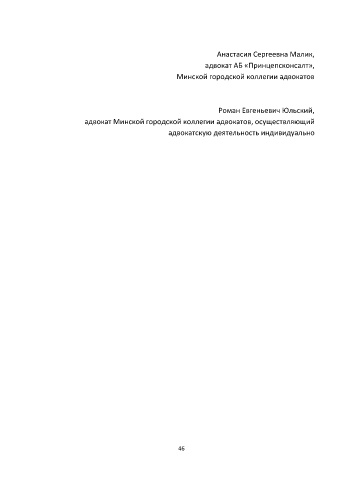 Анастасия Сергеевна Малик,
адвокат АБ «Принцепсконсалт»,
Минской городской коллегии адвокатов
Роман Евгеньевич Юльский,
адвокат Минской городской коллегии адвокатов, осуществляющий
адвокатскую деятельность индивидуально
46